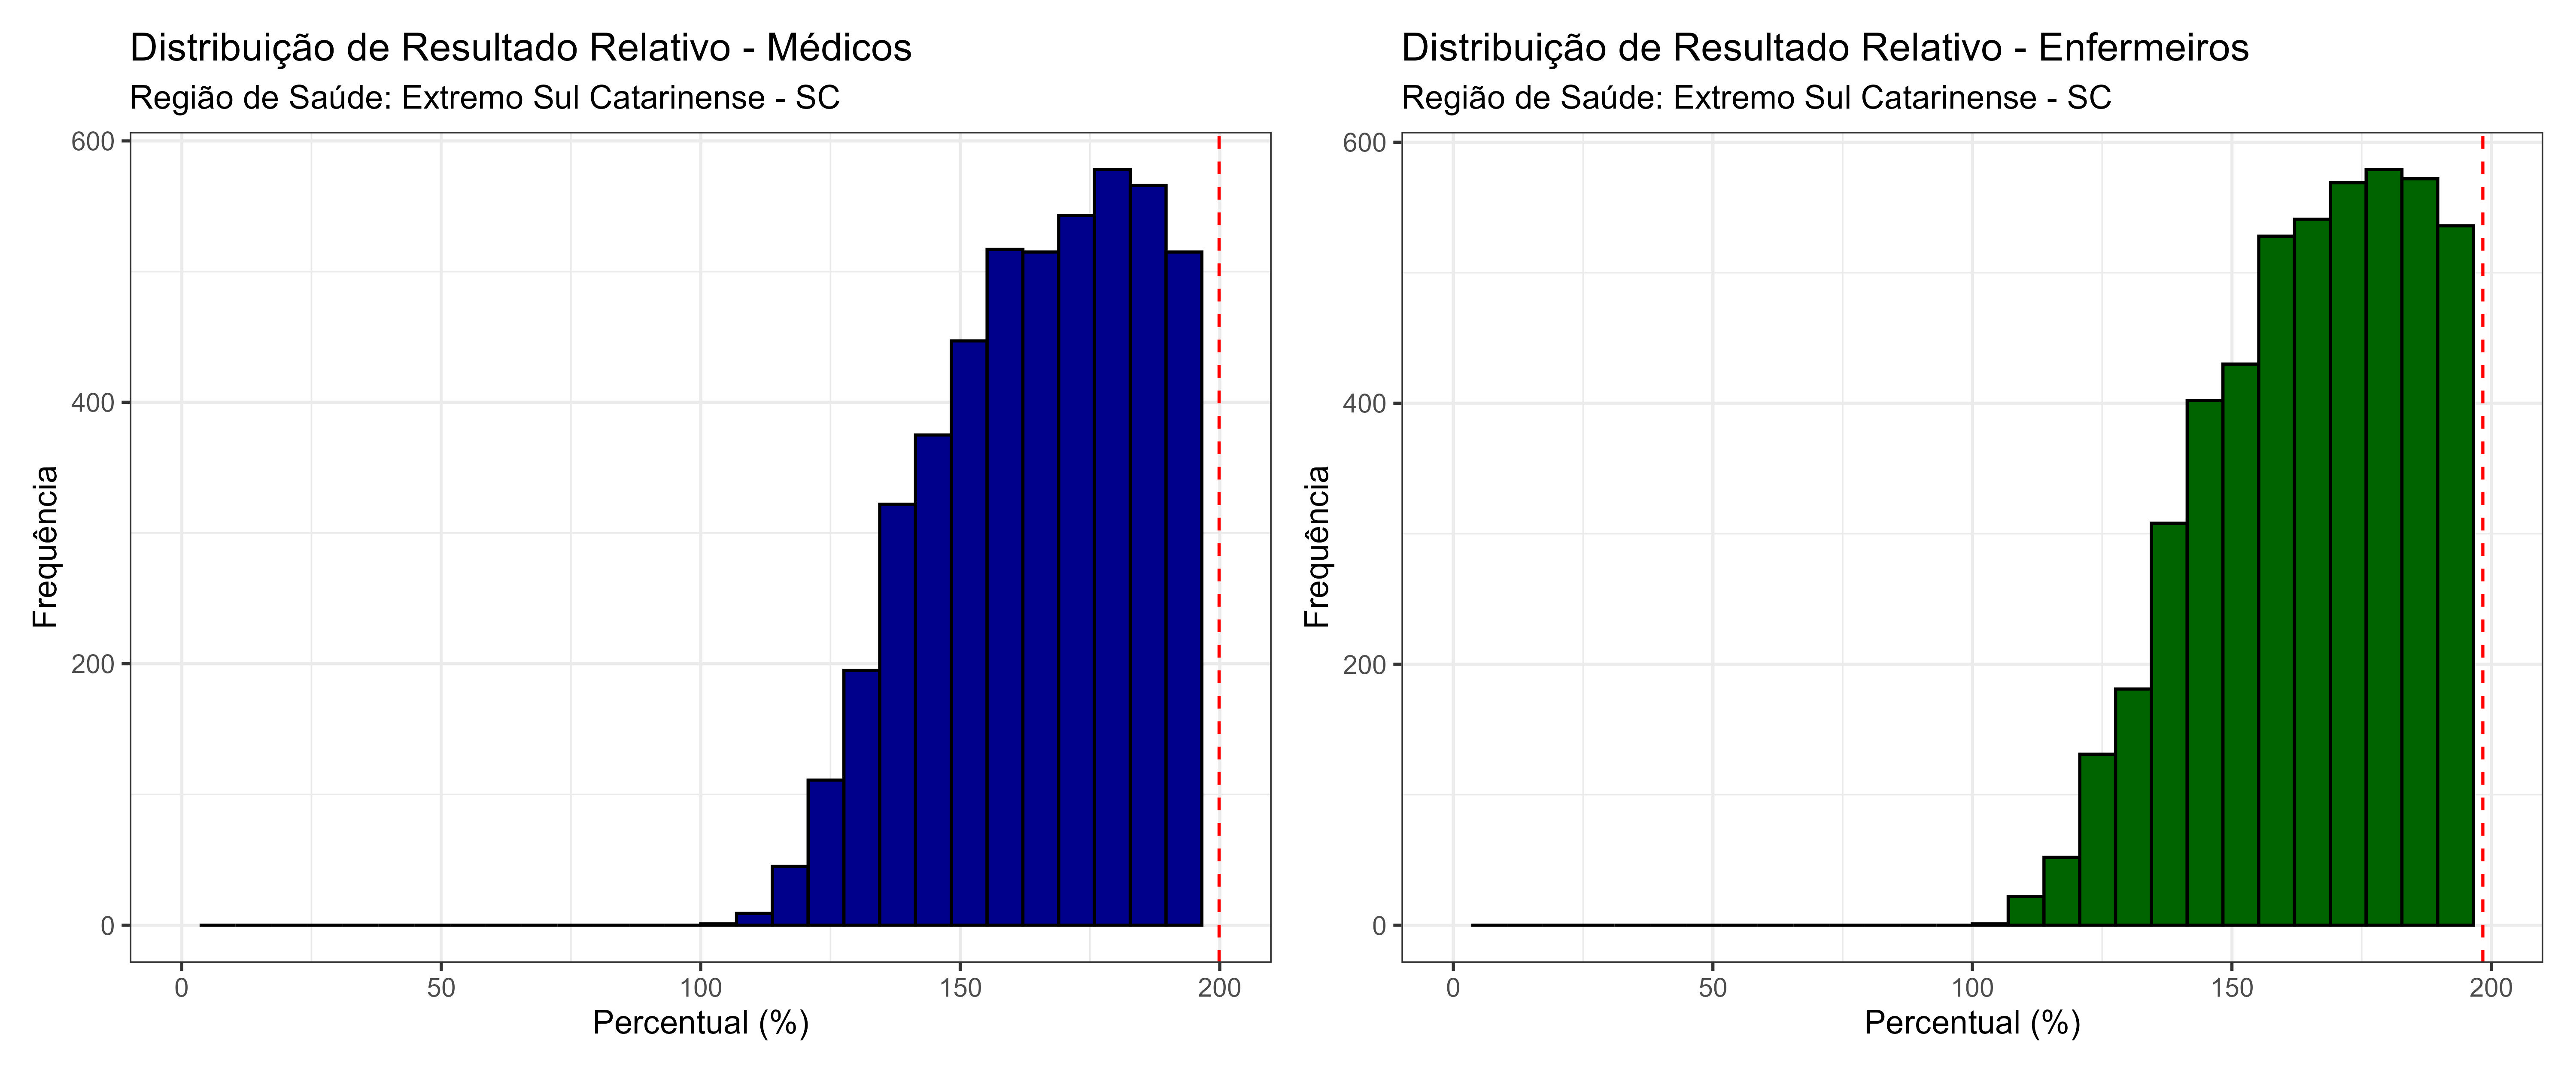 Distribuição de Resultado Relativo - Médicos
Região de Saúde: Extremo Sul Catarinense - SC
600
400
200
0
Frequência
0 50 100 150 200
Percentual (%)
Distribuição de Resultado Relativo - Enfermeiros
Região de Saúde: Extremo Sul Catarinense - SC
600
400
200
0
Frequência
0 50 100 150 200
Percentual (%)